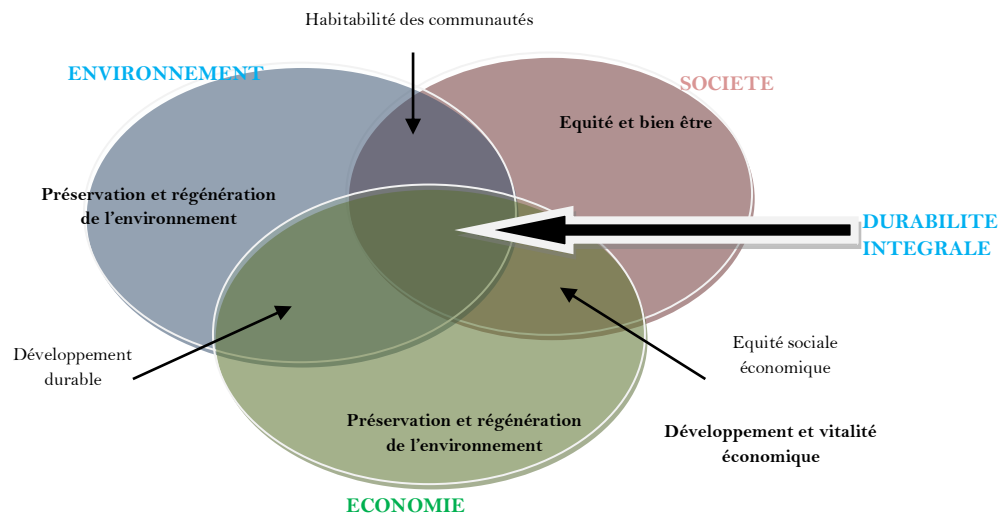 Habitabilité des communautés
ENVIRONNEMENT
SOCIETE
Equité et bien être
Préservation et régénération
de l'environnement
DURABILITE
INTEGRALE
Développement
durable
Equité sociale
économique
Préservation et régénération
de l'environnement
Développement et vitalité
économique
ECONOMIE